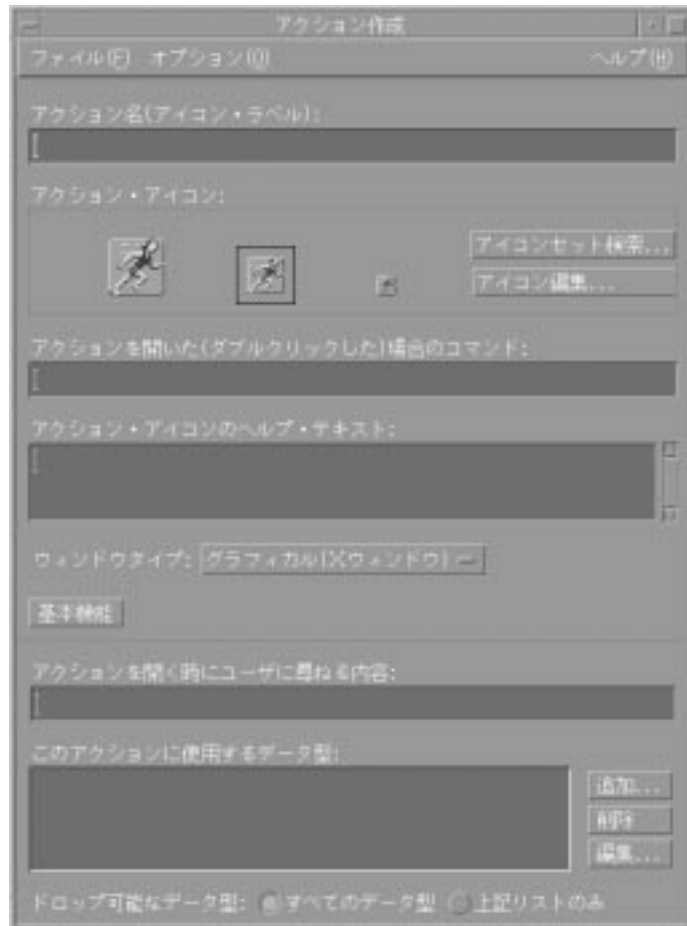 アクション作成
ファイル(F) オプション(O) ヘルプ(H)
アクション名(アイコン・ラベル):
アクション・アイコン:
アイコンセット検索...
アイコン編集...
アクションを開いた(ダブルクリックした)場合のコマンド:
アクション・アイコンのヘルプ・テキスト:
ウィンドウタイプ: グラフィカル(Xウィンドウ)
基本機能
アクションを開く時にユーザに尋ねる内容:
このアクションに使用するデータ型:
追加...
削除
編集...
ドロップ可能なデータ型: すべてのデータ型 上記リストのみ